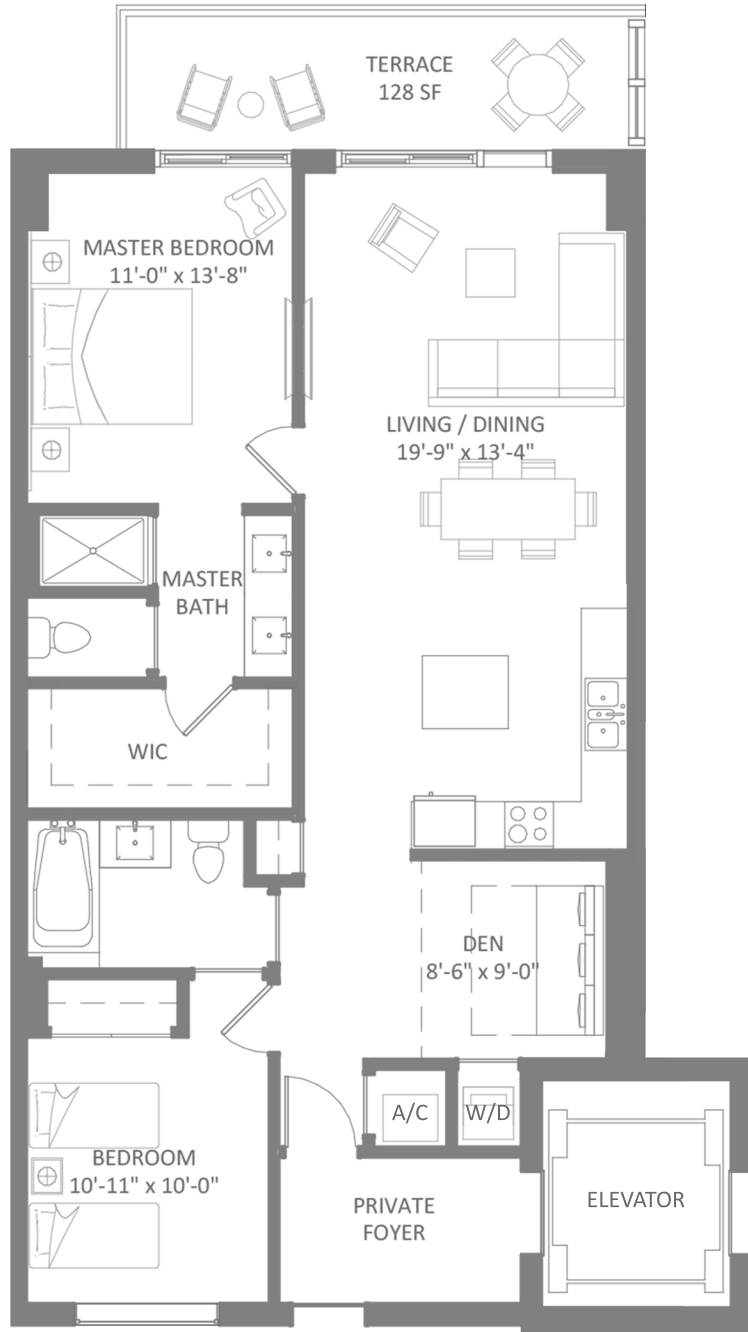 TERRACE
128 SF
MASTER BEDROOM
11'-0" x 13'-8"
LIVING / DINING
19'-9" x 13'-4"
MASTER
BATH
WIC
DEN
8'-6" x 9'-0"
A/C
W/D
BEDROOM
10'-11" x 10'-0"
PRIVATE
FOYER
ELEVATOR